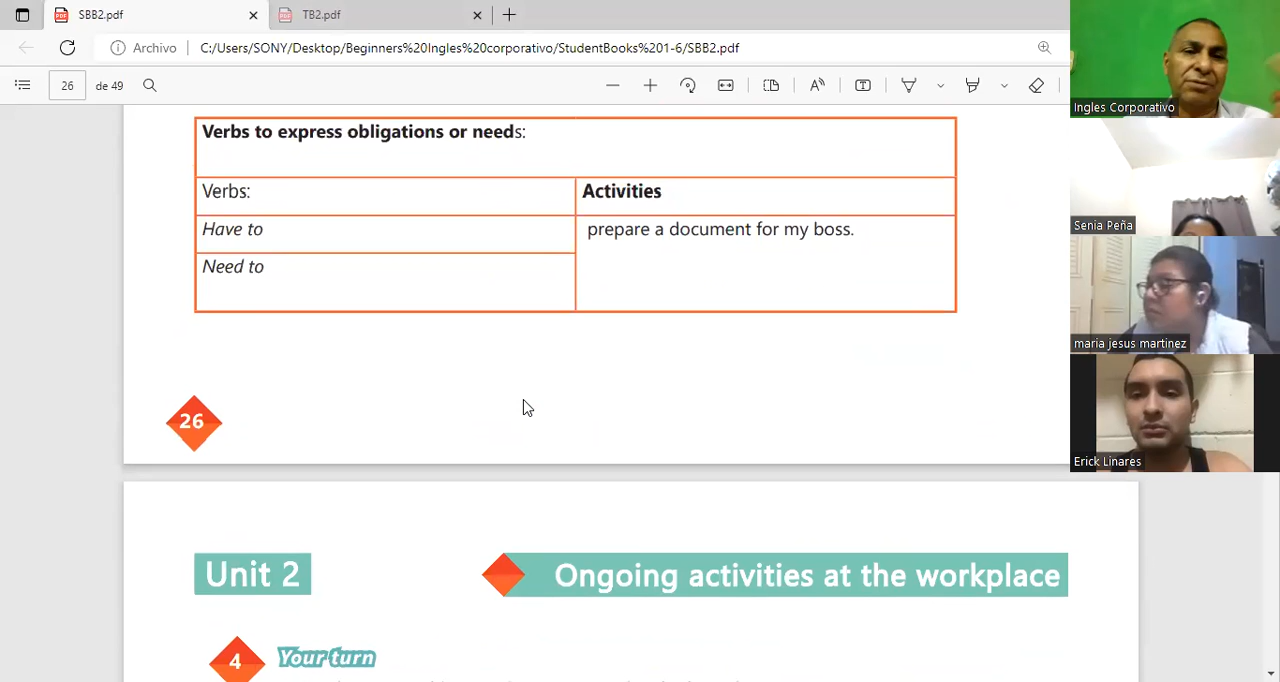 SBB2.pdf
TB2.pdf
Archivo
C:/Users/SONY/Desktop/Beginners%20Ingles%20corporativo/StudentBooks%201-6/SBB2.pdf
26
de 49
Verbs to express obligations or needs:
Verbs:
Activities
Have to
prepare a document for my boss.
Need to
26
Unit 2
Ongoing activities at the workplace
4
Your turn
Ingles Corporativo
Senia Peña
maria jesus martinez
Erick Linares